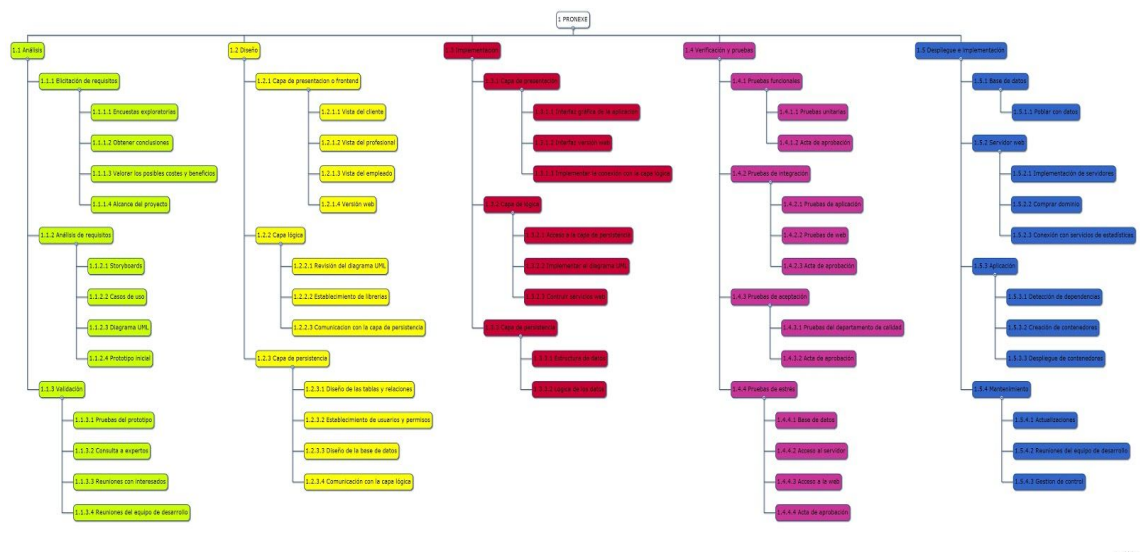 1 PRONEXE
1.1 Análisis
1.1.1 Elicitación de requisitos
1.1.1.1 Encuestas exploratorias
1.1.1.2 Obtener conclusiones
1.1.1.3 Valorar los posibles costes y beneficios
1.1.1.4 Alcance del proyecto
1.1.2 Análisis de requisitos
1.1.2.1 Storyboards
1.1.2.2 Casos de uso
1.1.2.3 Diagrama UML
1.1.2.4 Prototipo inicial
1.1.3 Validación
1.1.3.1 Pruebas del prototipo
1.1.3.2 Consulta a expertos
1.1.3.3 Reuniones con interesados
1.1.3.4 Reuniones del equipo de desarrollo
1.2 Diseño
1.2.1 Capa de presentacion o frontend
1.2.1.1 Vista del cliente
1.2.1.2 Vista del profesional
1.2.1.3 Vista del empleado
1.2.1.4 Versión web
1.2.2 Capa lógica
1.2.2.1 Revisión del diagrama UML
1.2.2.2 Establecimiento de librerias
1.2.2.3 Comunicacion con la capa de persistencia
1.2.3 Capa de persistencia
1.2.3.1 Diseño de las tables y relaciones
1.2.3.2 Establecimiento de usuarios y permisos
1.2.3.3 Diseño de la base de datos
1.2.3.4 Comunicación con la capa lógica
1.3 Implementacion
Capa de presentación
Interfaz gráfica de la aplicación
Interfaz versión web
Implementar la conexión con la capa lógica
Capa de lógica
Acceso a la capa de persistencia
Implementar el diagrama UML
servicios web
Capa de persistencia
Estructura de datos
Lógica de los datos
1.4 Verificación y pruebas
1.4.1 Pruebas funcionales
1.4.1.1 Pruebas unitarias
1.4.1.2 Acta de aprobación
1.4.2 Pruebas de integración
1.4.2.1 Pruebas de aplicación
1.4.2.2 Pruebas de web
1.4.2.3 Acta de aprobación
1.4.3 Pruebas de aceptación
1.4.3.1 Pruebas del departamento de calidad
1.4.3.2 Acta de aprobación
1.4.4 Pruebas de estrés
1.4.4.1 Base de datos
1.4.4.2 Acceso al servidor
1.4.4.3 Acceso a la web
1.4.4.4 Acta de aprobación
1.5 Despliegue e implementación
1.5.1 Base de datos
1.5.1.1 Poblar con datos
1.5.2 Servidor web
1.5.2.1 Implementación de servidores
1.5.2.2 Comprar dominio
1.5.2.3 Conexión con servicios de estadísticas
1.5.3 Aplicación
1.5.3.1 Detección de dependencias
1.5.3.2 Creación de contenedores
1.5.3.3 Despliegue de contenedores
1.5.4 Mantenimiento
1.5.4.1 Actualizaciones
1.5.4.2 Reuniones del equipo de desarrollo
1.5.4.3 Gestión de control